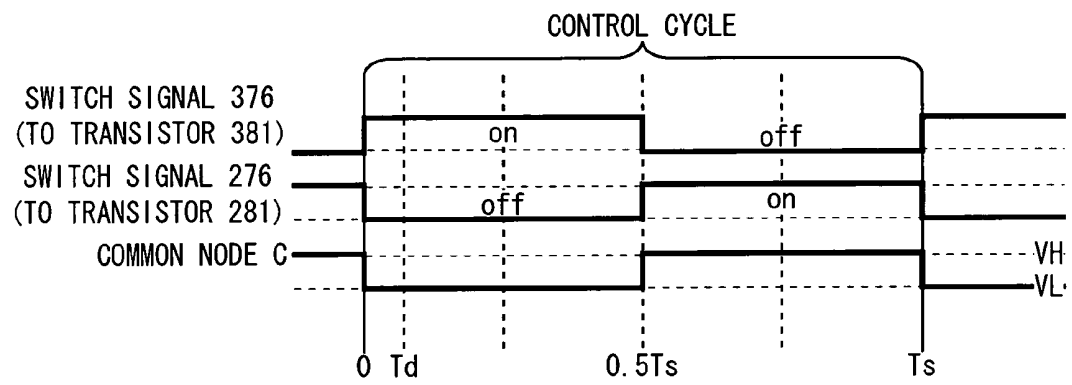 CONTROL CYCLE
SWITCH SIGNAL 376
(TO TRANSISTOR 381)
on
off
SWITCH SIGNAL 276
(TO TRANSISTOR 281)
off
on
COMMON NODE C
VH
VL
0 Td 0.5Ts Ts